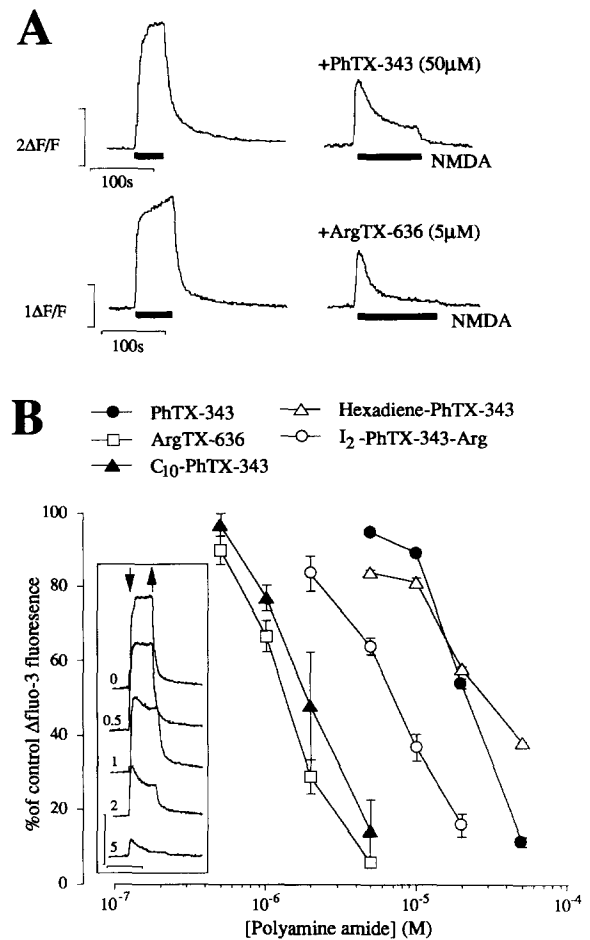 A
+PhTX-343 (50µM)
2ΔF/F
NMDA
100s
+ArgTX-636 (5µM)
1ΔF/F
NMDA
100s
B
PhTX-343
Hexadiene-PhTX-343
ArgTX-636
I2-PhTX-343-Arg
C10-PhTX-343
%of control Δfluo-3 fluoresence
100
80
60
40
20
0
0
0.5
1
2
5
10-7
10-6
10-5
10-4
[Polyamine amide] (M)